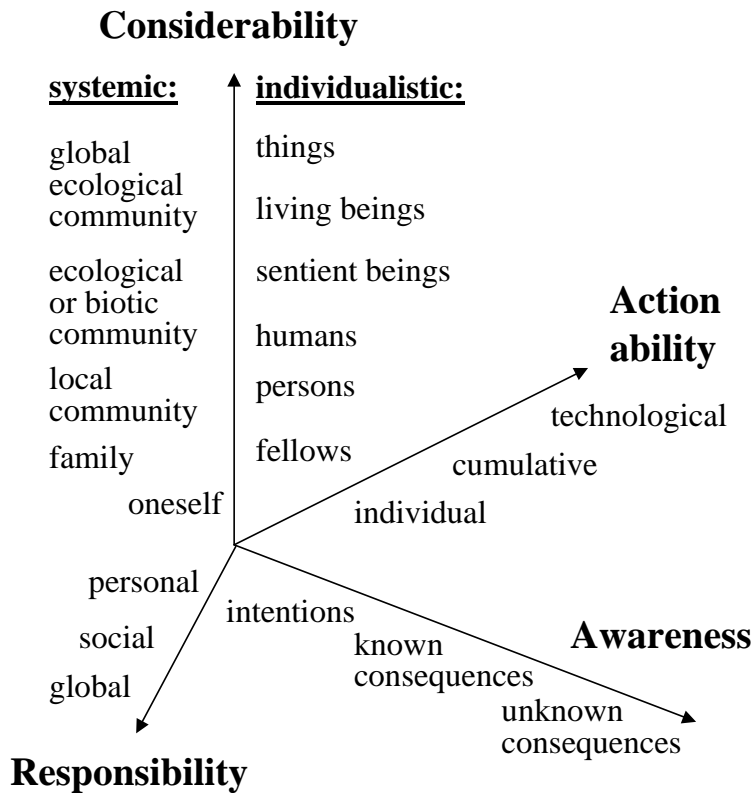 Considerability
systemic:
global
ecological
community
ecological
or biotic
community
local
community
family
oneself
individualistic:
things
living beings
sentient beings
humans
persons
fellows
Action
ability
technological
cumulative
individual
personal
social
global
Responsibility
intentions
known
consequences
unknown
consequences
Awareness